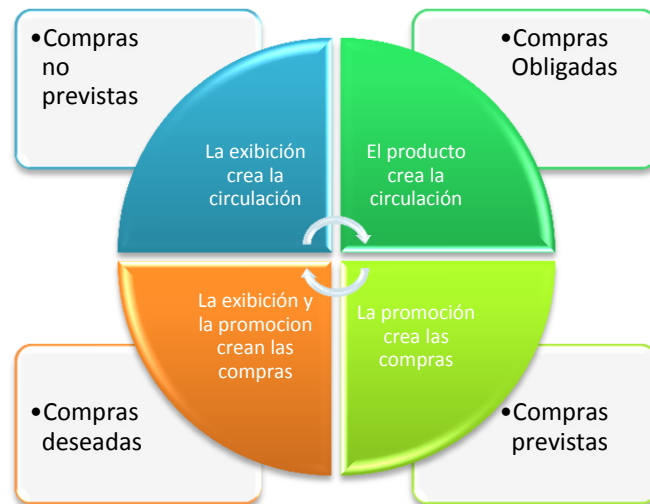 •Compras
no
previstas
•Compras
Obligadas
La exibición
crea la
circulación
El producto
crea la
circulación
La exibición y
la promocion
crean las
compras
La promoción
crea las
compras
•Compras
deseadas
•Compras
previstas